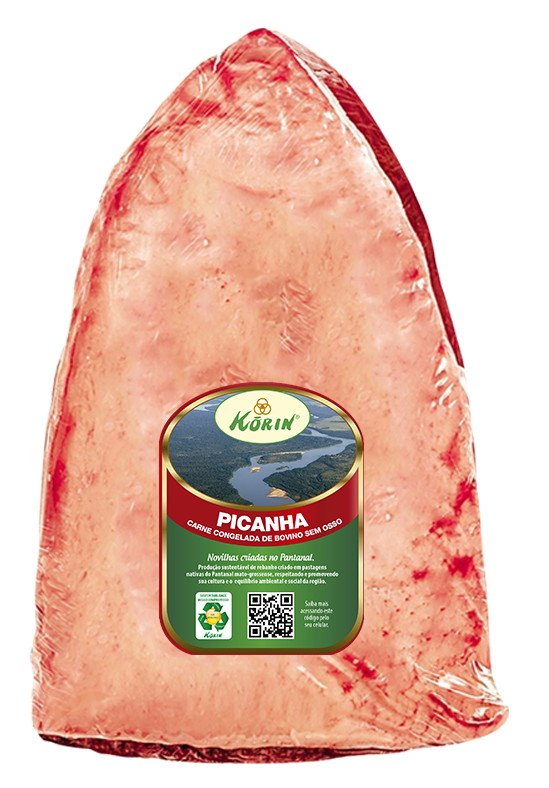 KŌRIN®
PICANHA
CARNE CONGELADA DE BOVINO SEM OSSO
Novilhas criadas no Pantanal.
Produção sustentável de rebanho criado em pastagens
nativas do Pantanal mato-grossense, respeitando e promovendo
sua cultura e o equilíbrio ambiental e social da região.
KŌRIN
Saiba mais
acessando este
código pelo
seu celular.